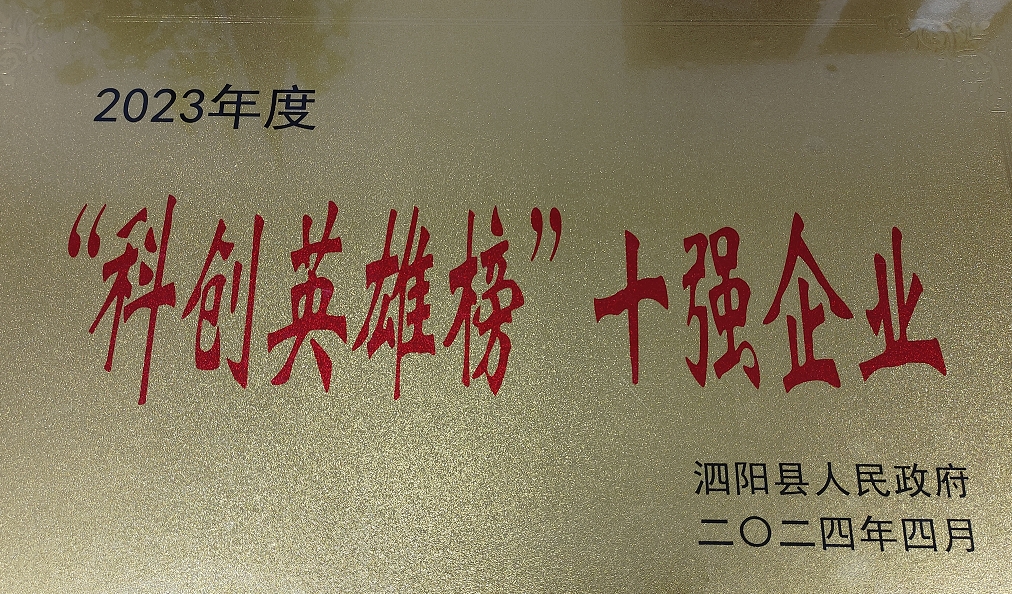 2023年度
“科创英雄榜”十强企业
泗阳县人民政府
二〇二四年四月